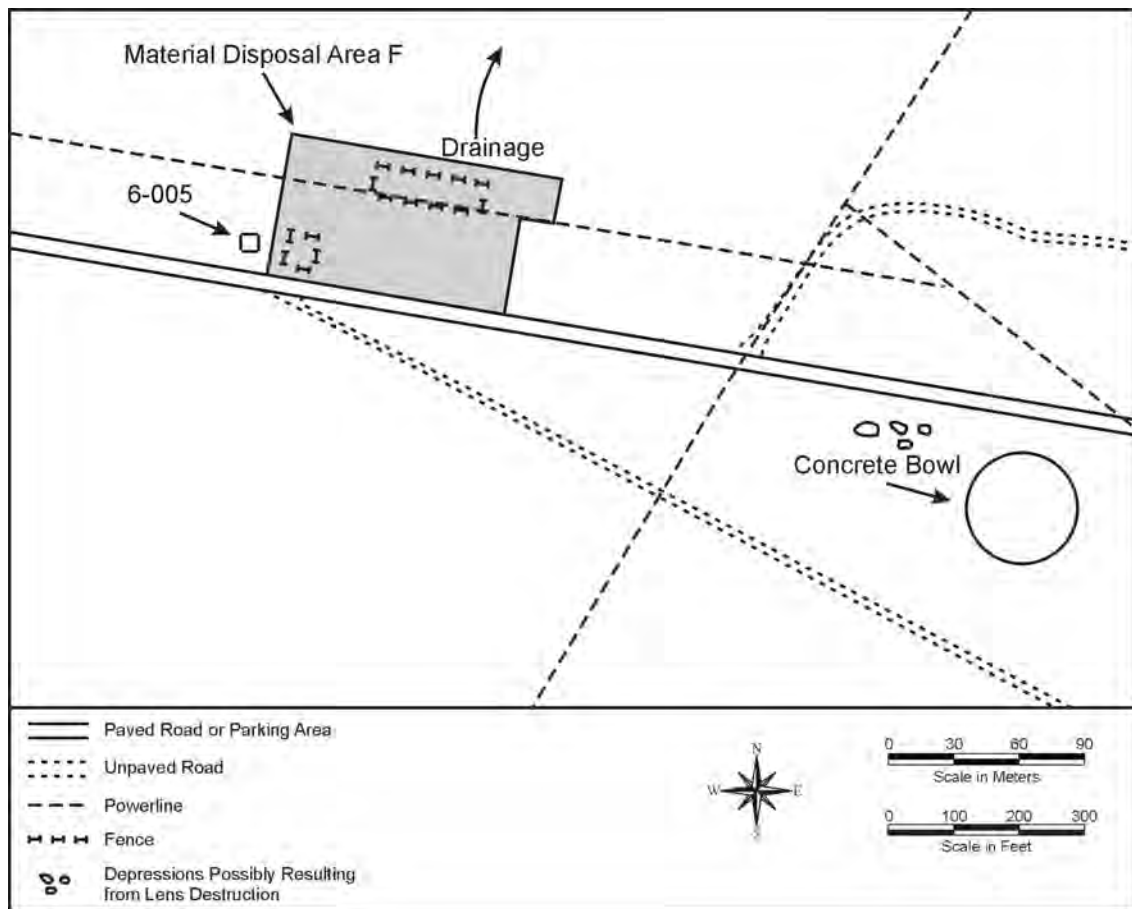 Material Disposal Area F
Drainage
6-005
Concrete Bowl
Paved Road or Parking Area
Unpaved Road
Powerline
Fence
Depressions Possibly Resulting
from Lens Destruction
N
W E
S
0 30 60 90
Scale in Meters
0 100 200 300
Scale in Feet